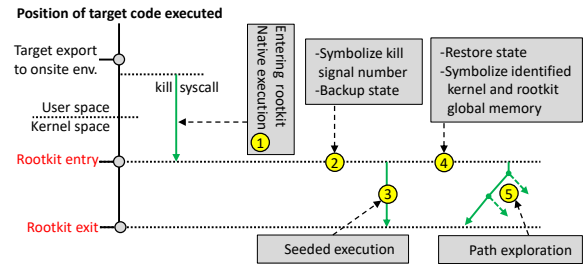 Position of target code executed
Target export
to onsite env.
kill syscall
User space
Kernel space
Rootkit entry
Rootkit exit
Entering rootkit
Native execution
1
-Symbolize kill
signal number
-Backup state
2
-Restore state
-Symbolize identified
kernel and rootkit
global memory
4
3
5
Seeded execution
Path exploration